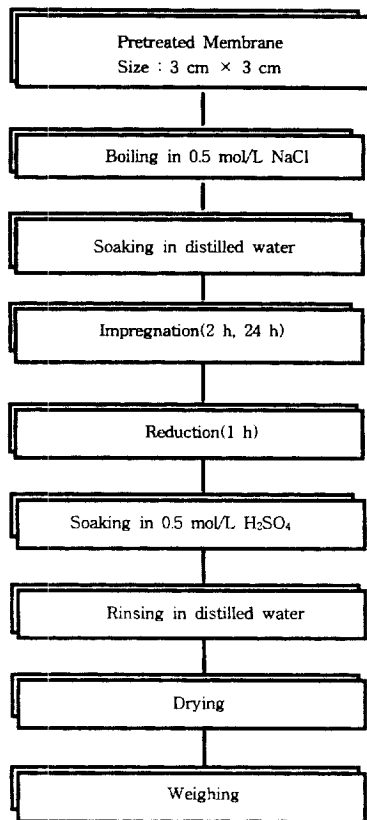 Pretreated Membrane
Size : 3 cm × 3 cm
Boiling in 0.5 mol/L NaCl
Soaking in distilled water
Impregnation(2 h, 24 h)
Reduction(1 h)
Soaking in 0.5 mol/L H₂SO₄
Rinsing in distilled water
Drying
Weighing